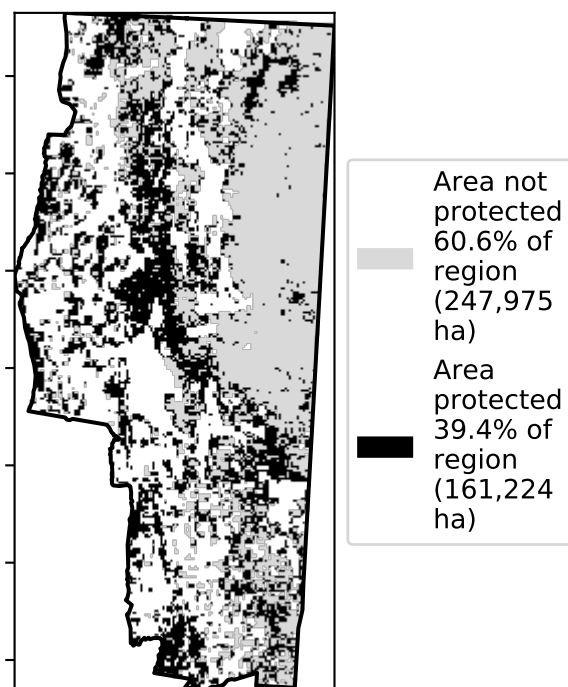 Area not
protected
60.6% of
region
(247,975
ha)
Area
protected
39.4% of
region
(161,224
ha)